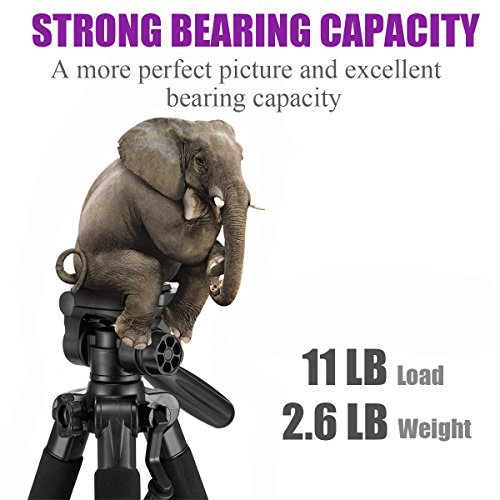 STRONG BEARING CAPACITY
A more perfect picture and excellent
bearing capacity
11 LB Load
2.6 LB Weight